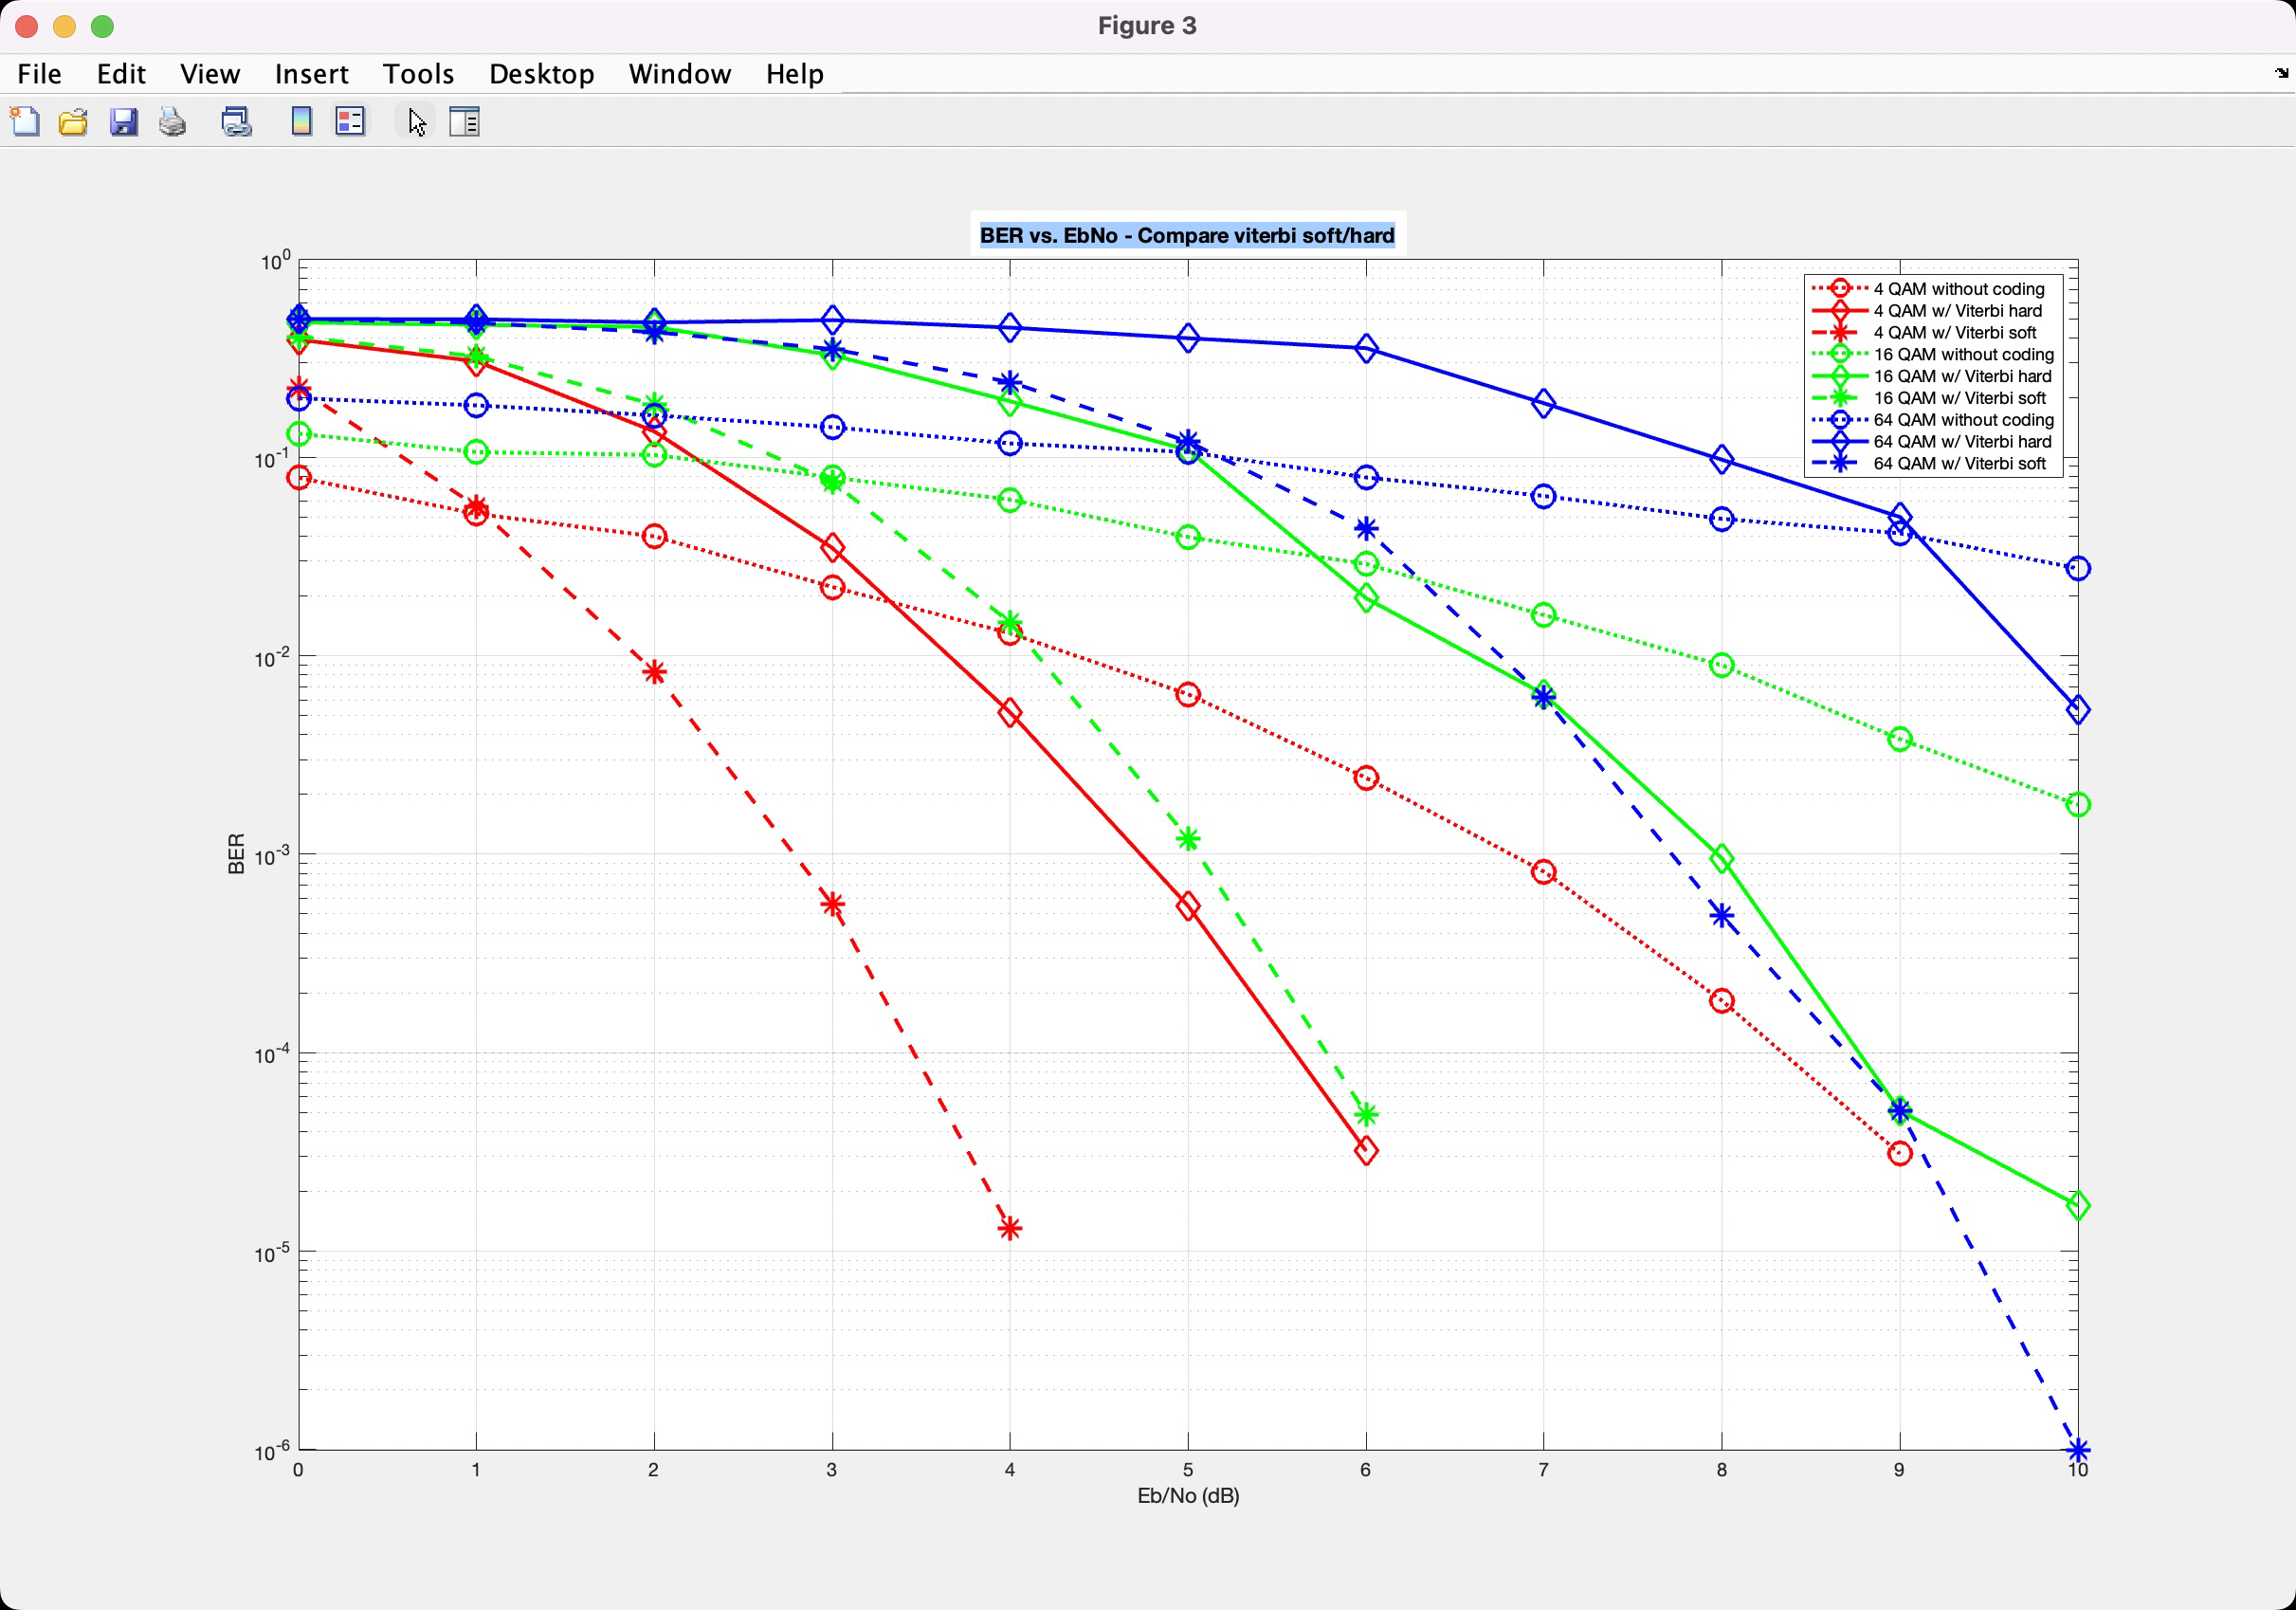 Figure 3
File Edit View Insert Tools Desktop Window Help
BER vs. EbNo - Compare viterbi soft/hard
4 QAM without coding
4 QAM w/ Viterbi hard
4 QAM w/ Viterbi soft
16 QAM without coding
16 QAM w/ Viterbi hard
16 QAM w/ Viterbi soft
64 QAM without coding
64 QAM w/ Viterbi hard
64 QAM w/ Viterbi soft
10^0
10^-1
10^-2
10^-3
10^-4
10^-5
10^-6
BER
0 1 2 3 4 5 6 7 8 9 10
Eb/No (dB)